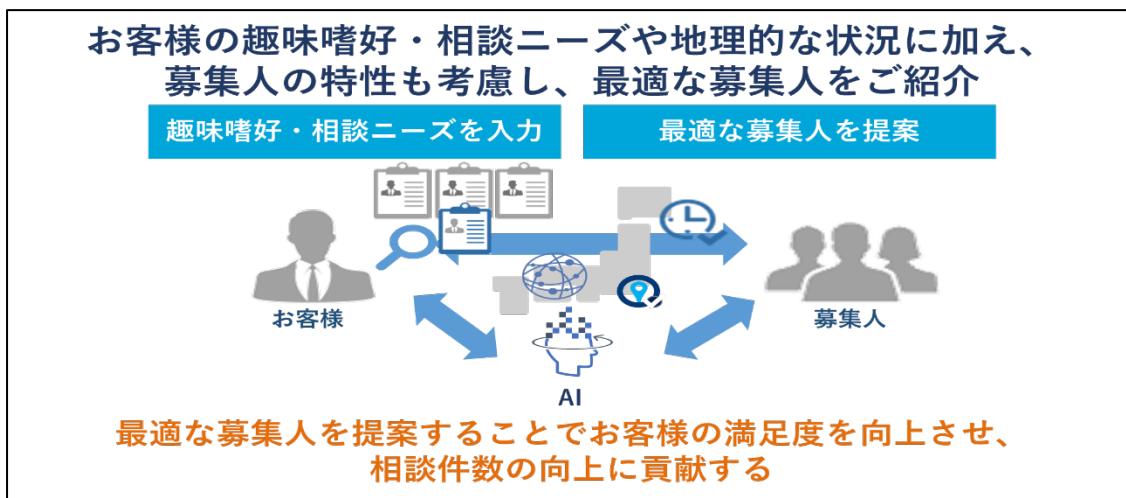 お客様の趣味嗜好・相談ニーズや地理的な状況に加え、
募集人の特性も考慮し、最適な募集人をご紹介
趣味嗜好・相談ニーズを入力
最適な募集人を提案
お客様
募集人
AI
最適な募集人を提案することでお客様の満足度を向上させ、
相談件数の向上に貢献する